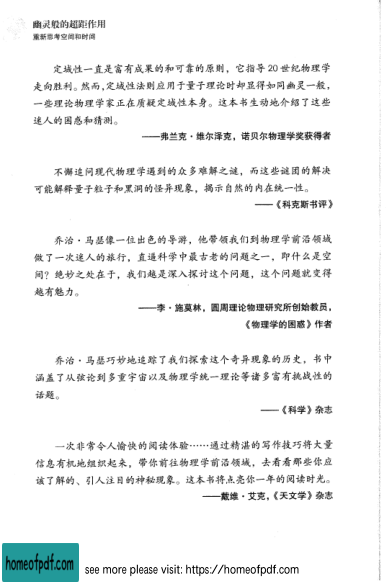 幽灵般的超距作用
重新思考空间和时间
定域性一直是富有成果的和可靠的原则，它指导20世纪物理学
走向胜利。然而，定域性法则应用于量子理论时却显得如同幽灵一般，
一些理论物理学家正在质疑定域性本身。这本书生动地介绍了这些
迷人的困惑和猜测。
——弗兰克·维尔泽克，诺贝尔物理学奖获得者
不懈追问现代物理学遇到的众多难解之谜，而这些谜团的解决
可能解释量子粒子和黑洞的怪异现象，揭示自然的内在统一性。
——《科克斯书评》
乔治·马瑟像一位出色的导游，他带领我们到物理学前沿领域
做了一次迷人的旅行，直逼科学中最古老的问题之一，即什么是空
间？绝妙之处在于，我们越是深入探讨这个问题，这个问题就变得
越有魅力。
——李·施莫林，圆周理论物理研究所创始教员，
《物理学的困惑》作者
乔治·马瑟巧妙地追踪了我们探索这个奇异现象的历史，书中
涵盖了从弦论到多重宇宙以及物理学统一理论等诸多富有挑战性的
话题。
——《科学》杂志
一次非常令人愉快的阅读体验……通过精湛的写作技巧将大量
信息有机地组织起来，带你前往物理学前沿领域，去看看那些你应
该了解的、引人注目的神秘现象。这本书将点亮你一年的阅读时光。
——戴维·艾克，《天文学》杂志
homeofpdf.com
see more please visit: https://homeofpdf.com